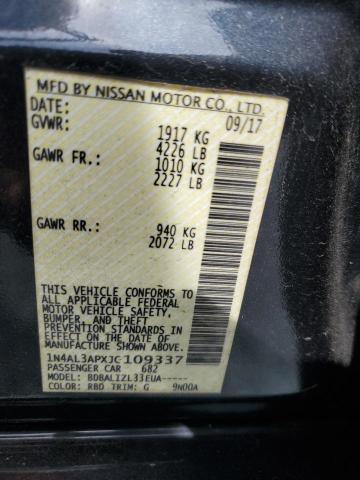 MFD BY NISSAN MOTOR CO., LTD.
DATE: 09/17
GVWR: 1917 KG
4226 LB
GAWR FR.: 1010 KG
2227 LB
GAWR RR.: 940 KG
2072 LB
THIS VEHICLE CONFORMS TO
ALL APPLICABLE FEDERAL
MOTOR VEHICLE SAFETY,
BUMPER, AND THEFT
PREVENTION STANDARDS IN
EFFECT ON THE DATE OF
MANUFACTURE SHOWN ABOVE.
1N4AL3APXJC109337
PASSENGER CAR 682
MODEL: BDBALIZL33EUA-----
COLOR: RBD TRIM: G 9N00A